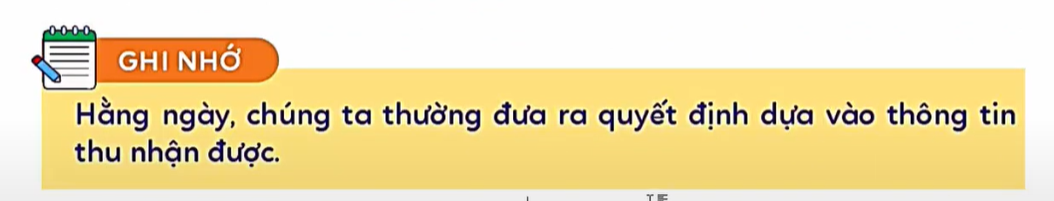 GHI NHỚ
Hằng ngày, chúng ta thường đưa ra quyết định dựa vào thông tin
thu nhận được.